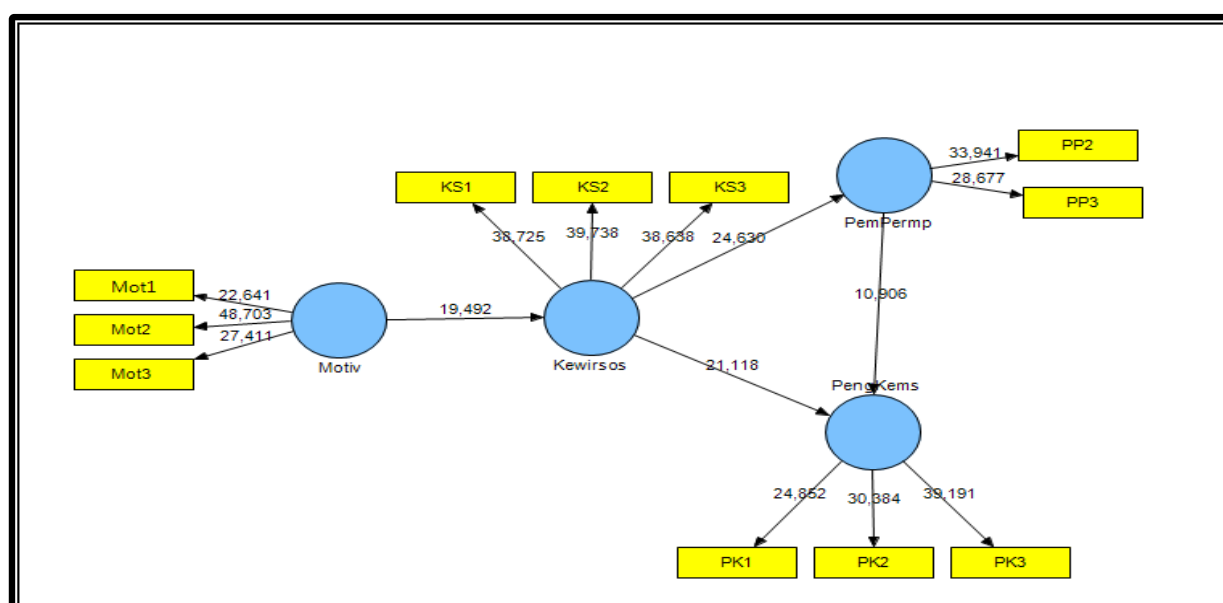 PP2
33,941
KS1
KS2
KS3
28,677
PP3
38,725
39,738
38,638
24,630
PemPermp
Mot1
22,641
10,906
48,703
19,492
Mot2
27,411
Mot3
Motiv
Kewirsos
21,118
PengKems
24,852
30,384
39,191
PK1
PK2
PK3